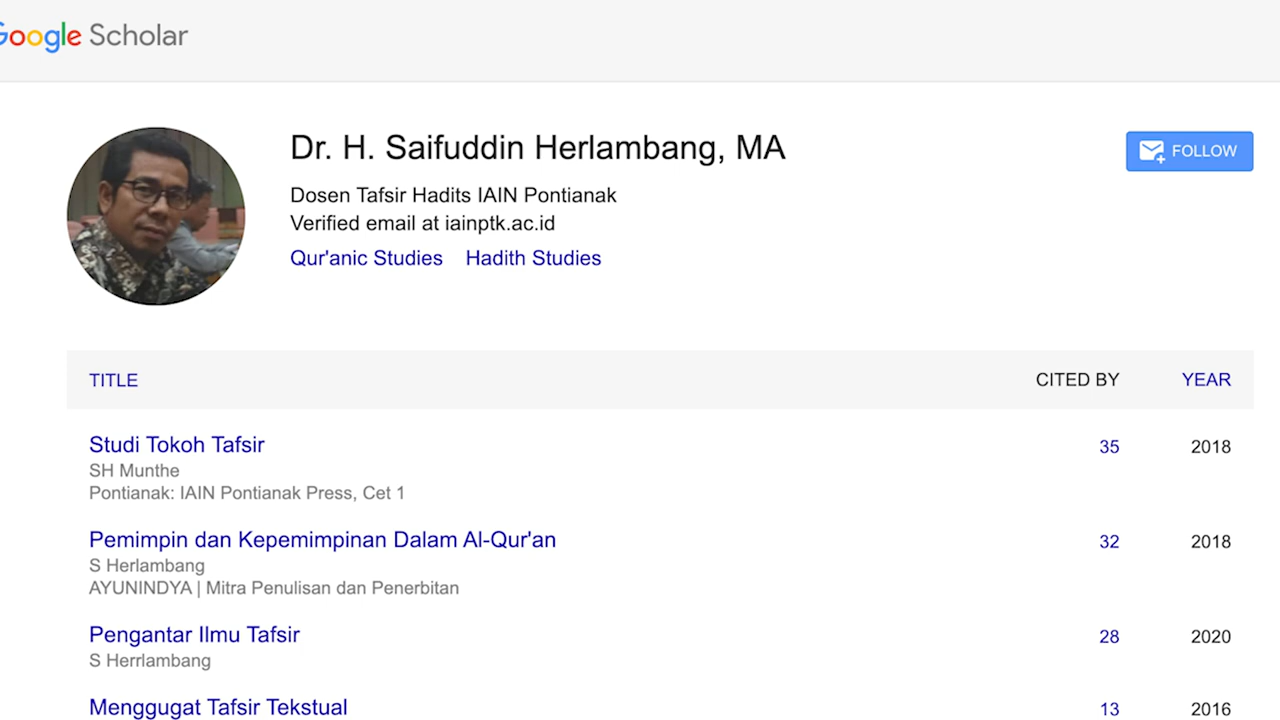 Google Scholar
Dr. H. Saifuddin Herlambang, MA
FOLLOW
Dosen Tafsir Hadits IAIN Pontianak
Verified email at iainptk.ac.id
Qur'anic Studies Hadith Studies
TITLE CITED BY YEAR
Studi Tokoh Tafsir 35 2018
SH Munthe
Pontianak: IAIN Pontianak Press, Cet 1
Pemimpin dan Kepemimpinan Dalam Al-Qur'an 32 2018
S Herlambang
AYUNINDYA | Mitra Penulisan dan Penerbitan
Pengantar Ilmu Tafsir 28 2020
S Herrlambang
Menggugat Tafsir Tekstual 13 2016